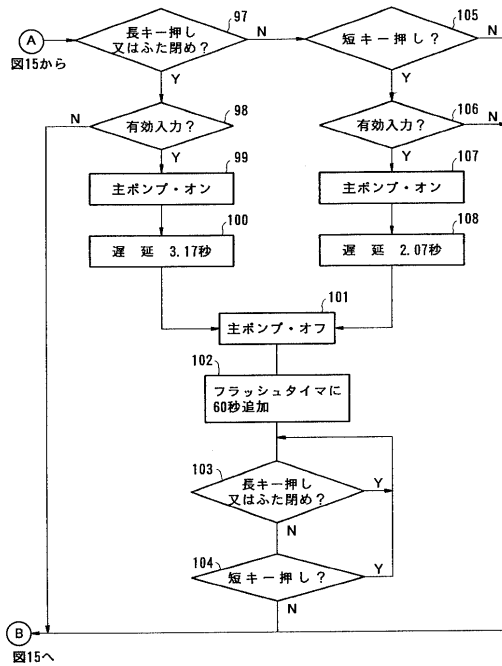 A
図15から
97
長キー押し
又はふた閉め？
N
Y
105
短キー押し？
N
Y
98
N
有効入力？
Y
106
有効入力？
N
Y
99
主ポンプ・オン
107
主ポンプ・オン
100
遅 延 3.17秒
108
遅 延 2.07秒
101
主ポンプ・オフ
102
フラッシュタイマに
60秒追加
103
長キー押し
又はふた閉め？
Y
N
104
短キー押し？
Y
N
B
図15へ